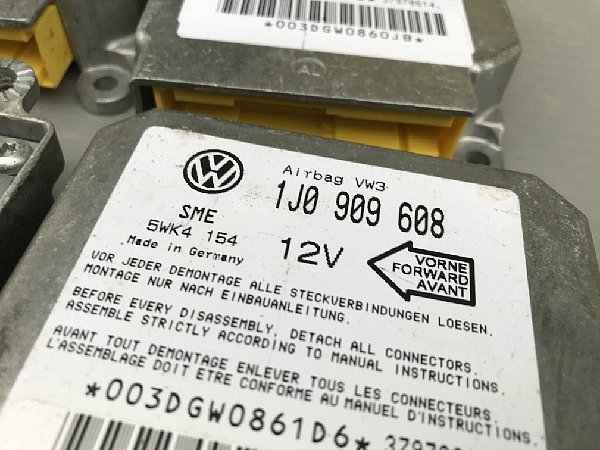 *003DGW0860JB*
AL
Airbag VW3
1J0 909 608
SME
5WK4 154
Made in Germany
12V
VORNE
FORWARD
AVANT
VOR JEDER DEMONTAGE ALLE STECKVERBINDUNGEN LOESEN.
MONTAGE NUR NACH EINBAUANLEITUNG.
BEFORE EVERY DISASSEMBLY, DETACH ALL CONNECTORS.
ASSEMBLE STRICTLY ACCORDING TO MANUAL INSTRUCTIONS.
AVANT TOUT DEMONTAGE ENLEVER TOUS LES CONNECTEURS.
L'ASSEMBLAGE DOIT ETRE CONFORME AU MANUEL D'INSTRUCTIONS.
*003DGW0861D6*